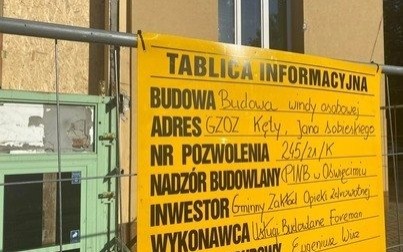 TABLICA INFORMACYJNA
BUDOWA Budowa windy osobowej
ADRES GZOZ Kęty, Jana Sobieskiego
NR POZWOLENIA 245/21/K
NADZÓR BUDOWLANY (PINB w Oświęcimiu
INWESTOR Gminny Zakład Opieki Zdrowotnej
WYKONAWCA Usługi Budowlane Foreman
Eugeniusz